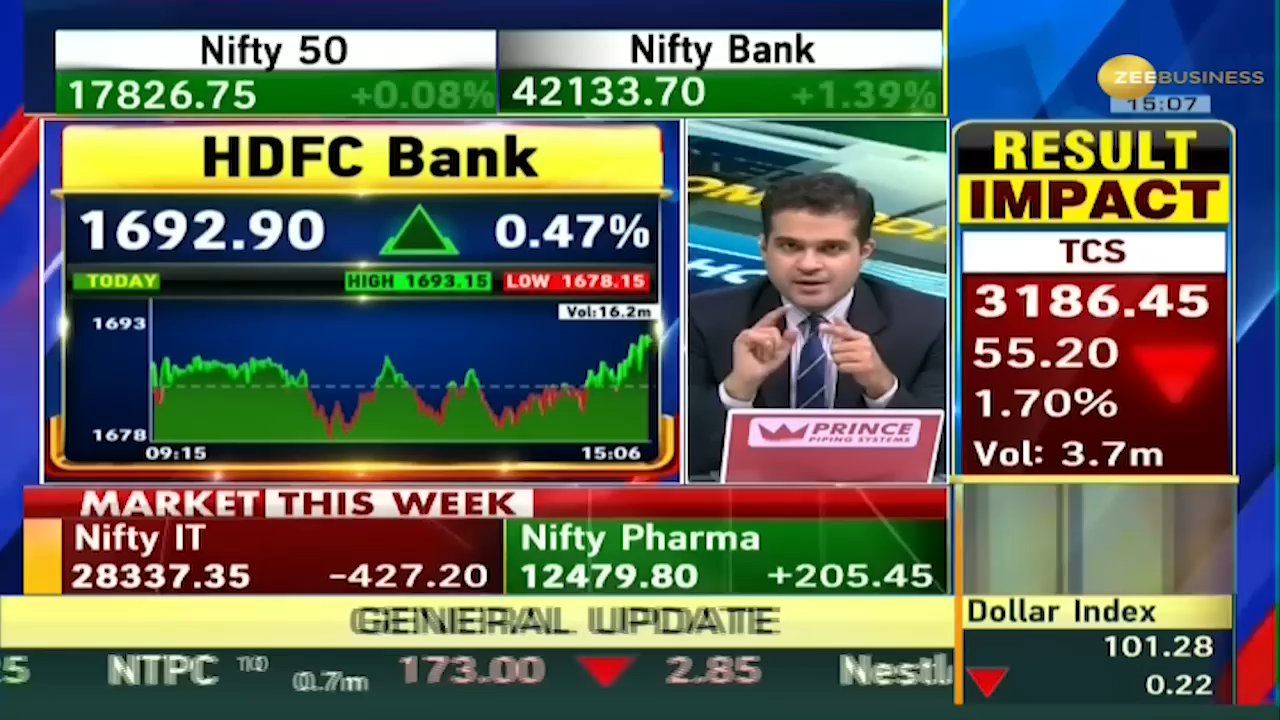 Nifty 50
Nifty Bank
17826.75 +0.08%
42133.70 +1.39%
ZEEBUSINESS
15:07
HDFC Bank
1692.90 0.47%
TODAY HIGH 1693.15 LOW 1678.15
Vol:16.2m
1693
1678
09:15 15:06
PRINCE
PIPING SYSTEMS
RESULT
IMPACT
TCS
3186.45
55.20
1.70%
Vol: 3.7m
MARKET THIS WEEK
Nifty IT
28337.35 -427.20
Nifty Pharma
12479.80 +205.45
GENERAL UPDATE
Dollar Index
101.28
0.22
NTPC 0.7m 173.00 2.85